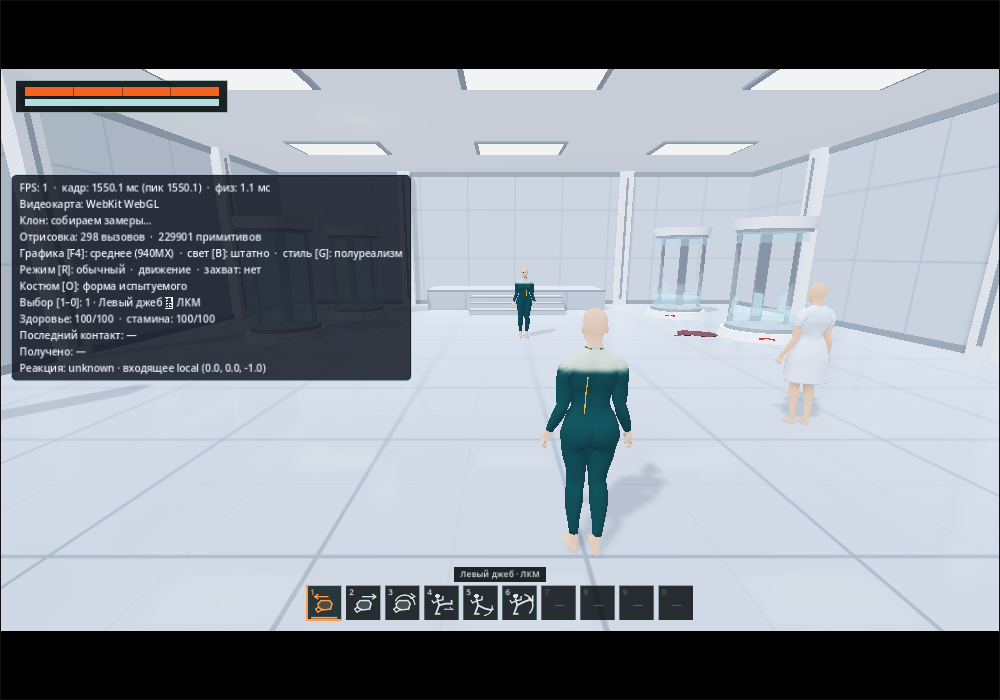 FPS: 1 · кадр: 1550.1 мс (пик 1550.1) · физ: 1.1 мс
Видеокарта: WebKit WebGL
Клон: собираем замеры...
Отрисовка: 298 вызовов · 229901 примитивов
Графика [F4]: среднее (940MX) · свет [B]: штатно · стиль [G]: полуреализм
Режим [R]: обычный · движение · захват: нет
Костюм [O]: форма испытуемого
Выбор [1–0]: 1 · Левый джеб ЛКМ
Здоровье: 100/100 · стамина: 100/100
Последний контакт: —
Получено: —
Реакция: unknown · входящее local (0.0, 0.0, -1.0)
Левый джеб · ЛКМ
1 2 3 4 5 6 7 8 9 0